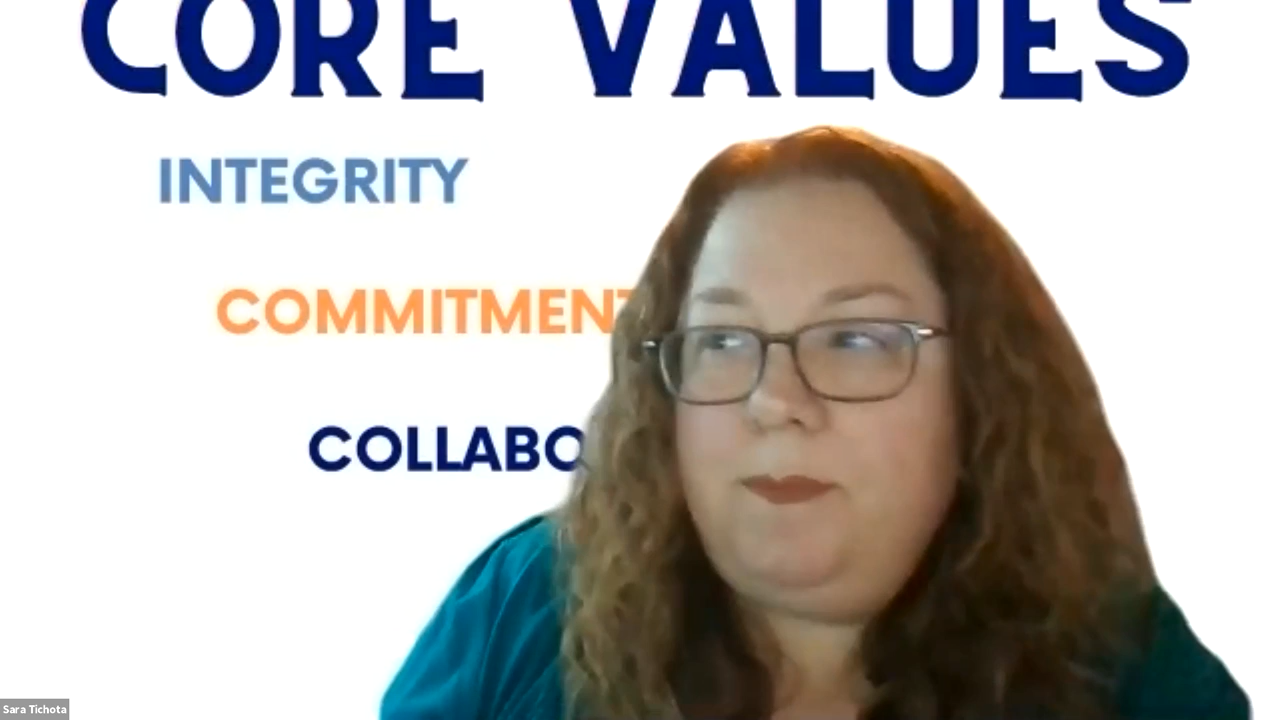 CORE VALUES
INTEGRITY
COMMITMENT
COLLABO
Sara Tichota